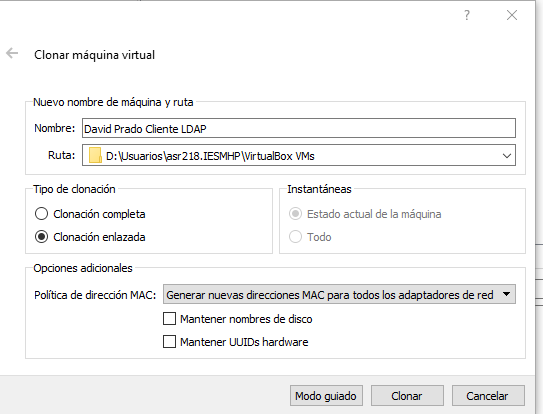 ?
Clonar máquina virtual
Nuevo nombre de máquina y ruta
Nombre: David Prado Cliente LDAP
Ruta: D:\Usuarios\asr218.IESMHP\VirtualBox VMs
Tipo de clonación
Clonación completa
Clonación enlazada
Instantáneas
Estado actual de la máquina
Todo
Opciones adicionales
Política de dirección MAC: Generar nuevas direcciones MAC para todos los adaptadores de red
Mantener nombres de disco
Mantener UUIDs hardware
Modo guiado Clonar Cancelar